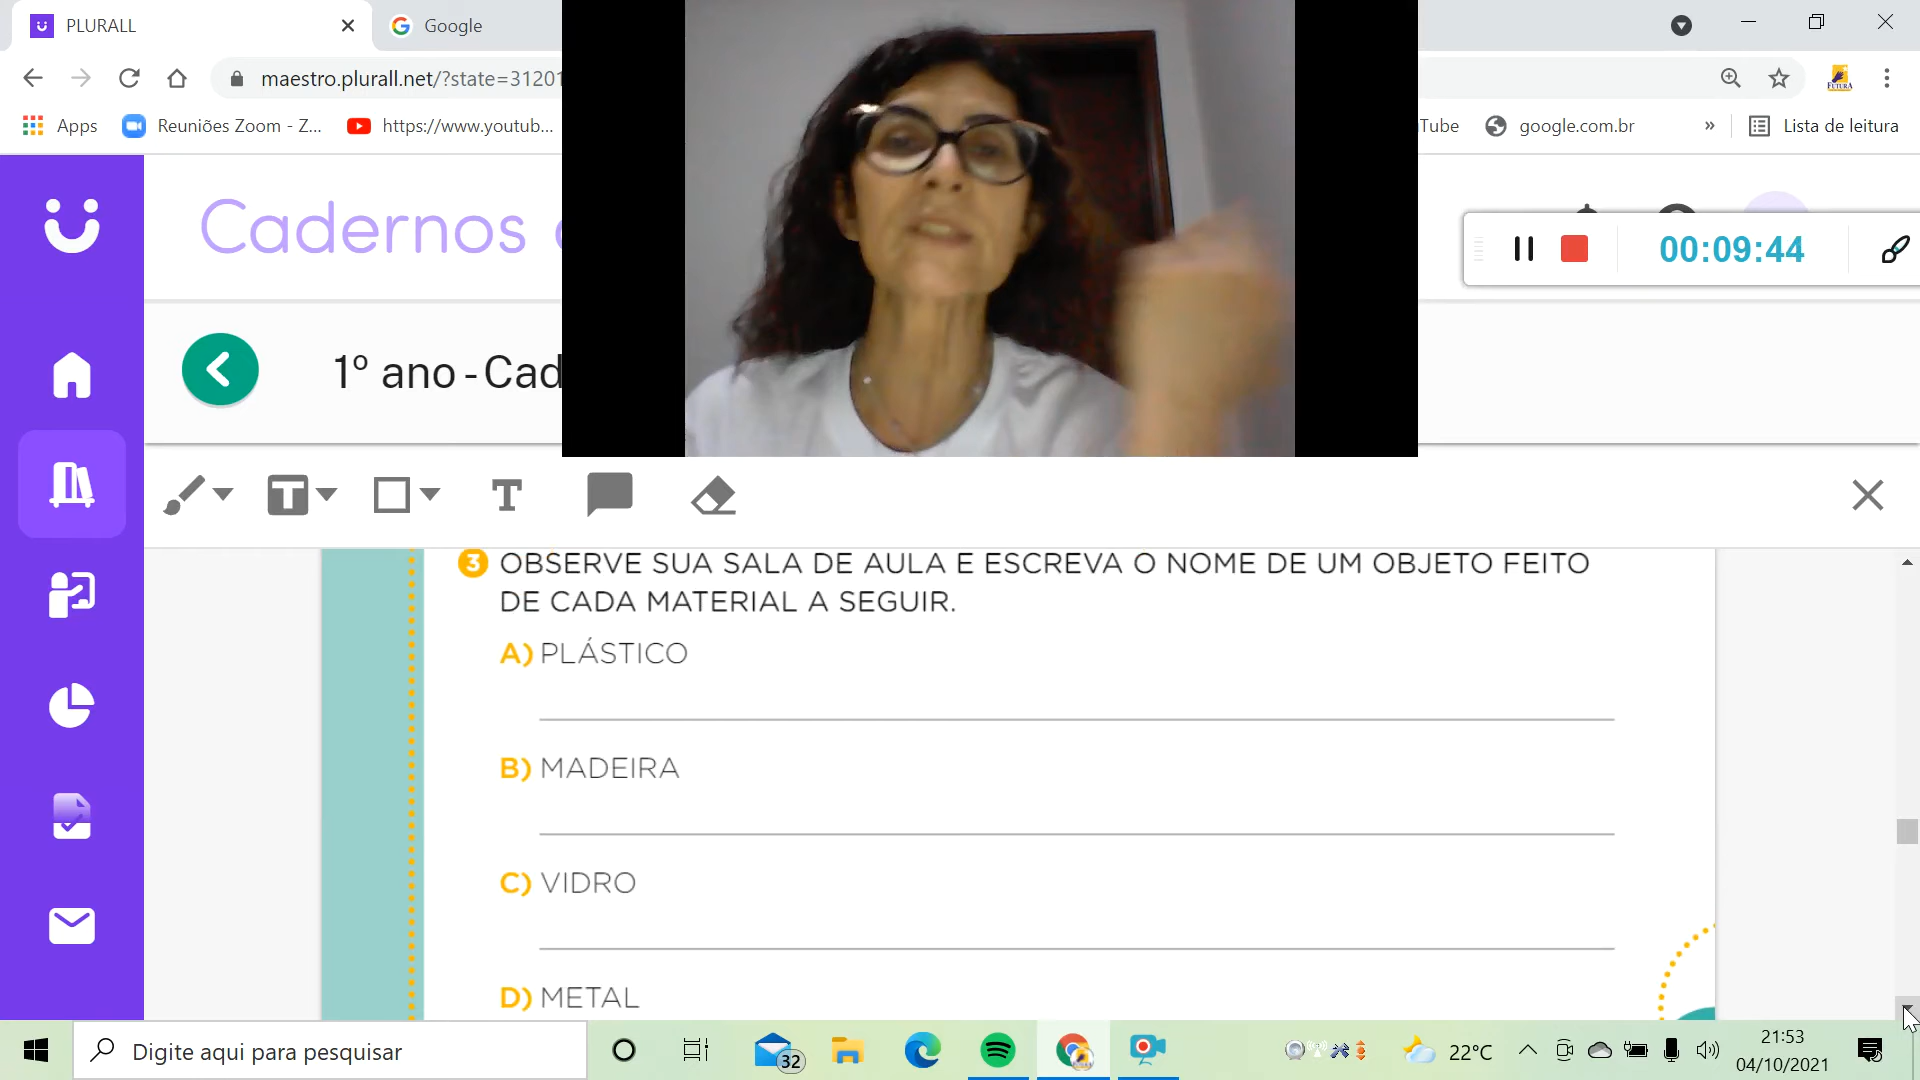 PLURALL
Google
maestro.plurall.net/?state=31201
FUTURA
Apps
Reuniões Zoom - Z...
https://www.youtub...
Tube
google.com.br
»
Lista de leitura
Cadernos
00:09:44
1º ano - Cad
T
T
3 OBSERVE SUA SALA DE AULA E ESCREVA O NOME DE UM OBJETO FEITO
DE CADA MATERIAL A SEGUIR.
A) PLÁSTICO
B) MADEIRA
C) VIDRO
D) METAL
Digite aqui para pesquisar
32
22°C
21:53
04/10/2021